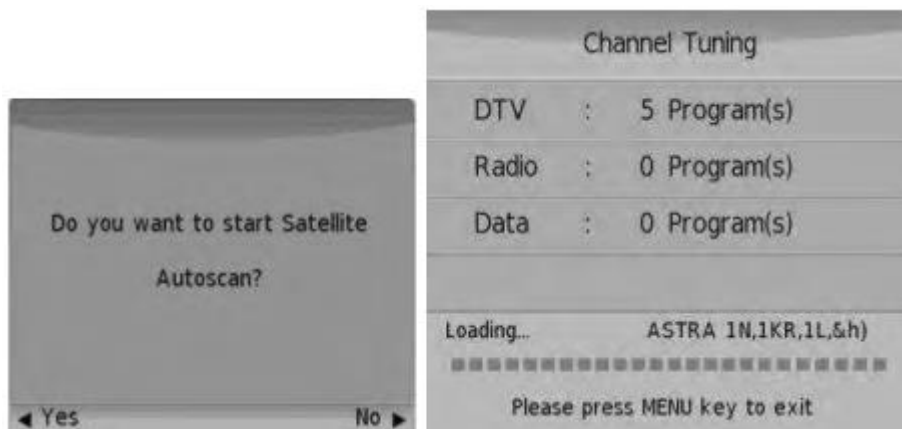 Do you want to start Satellite
Autoscan?
◀ Yes No ▶
Channel Tuning
DTV : 5 Program(s)
Radio : 0 Program(s)
Data : 0 Program(s)
Loading... ASTRA 1N,1KR,1L,&h)
Please press MENU key to exit